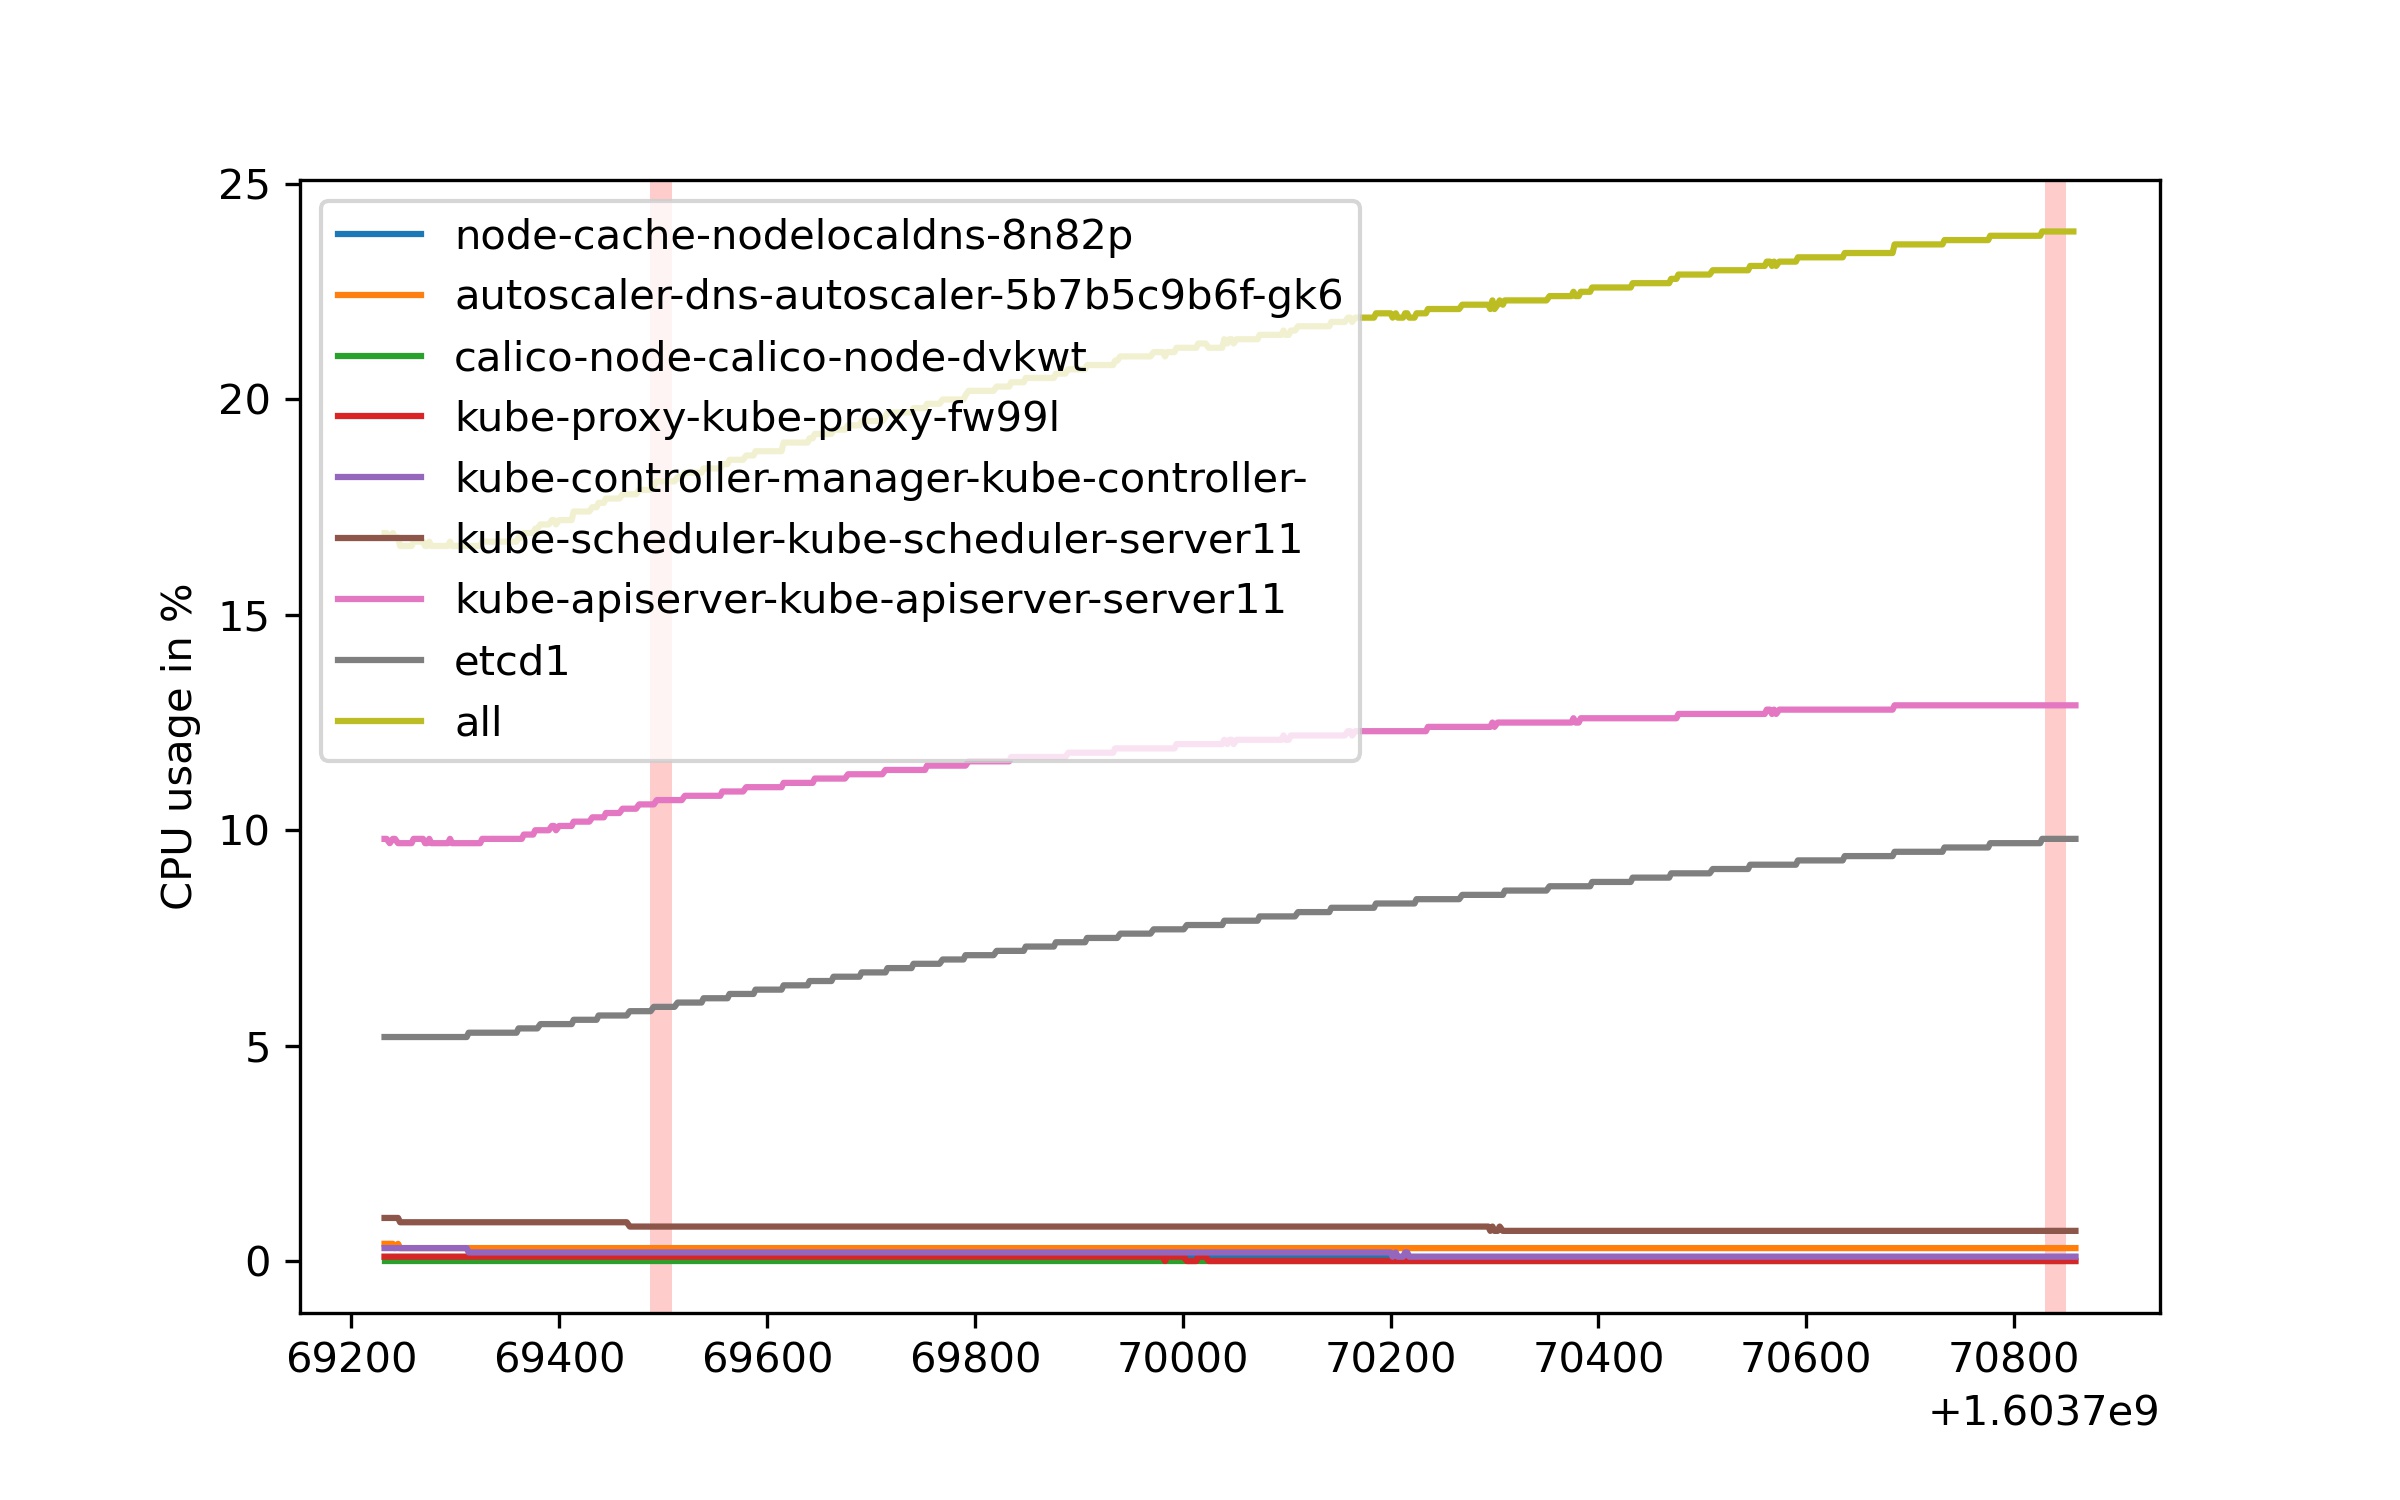 25
20
15
10
5
0
CPU usage in %
node-cache-nodelocaldns-8n82p
autoscaler-dns-autoscaler-5b7b5c9b6f-gk6
calico-node-calico-node-dvkwt
kube-proxy-kube-proxy-fw99l
kube-controller-manager-kube-controller-
kube-scheduler-kube-scheduler-server11
kube-apiserver-kube-apiserver-server11
etcd1
all
69200 69400 69600 69800 70000 70200 70400 70600 70800
+1.6037e9